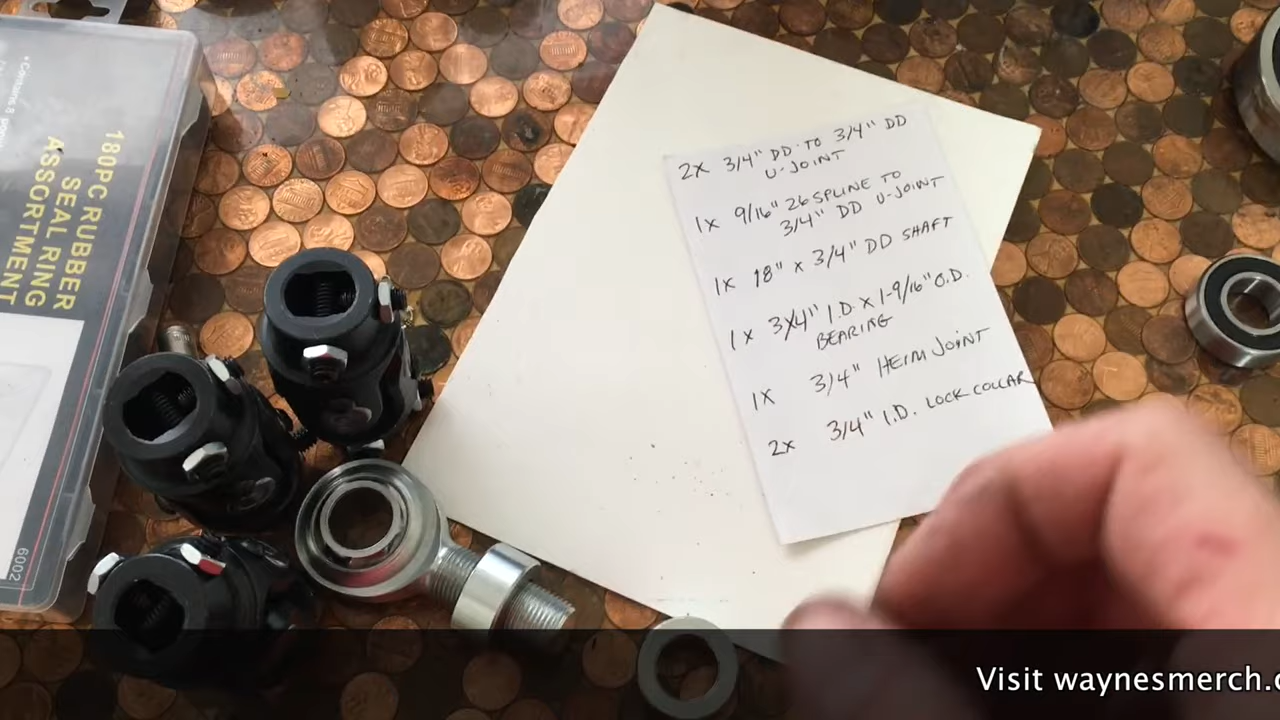 2X 3/4" DD TO 3/4" DD
U-JOINT
1X 9/16" 26 SPLINE TO
3/4" DD U-JOINT
1X 18" X 3/4" DD SHAFT
1X 3/4" I.D. X 1-9/16" O.D.
BEARING
1X 3/4" HEIM JOINT
2X 3/4" I.D. LOCK COLLAR
180PC RUBBER
SEAL RING
ASSORTMENT
6002
Visit waynesmerch.c